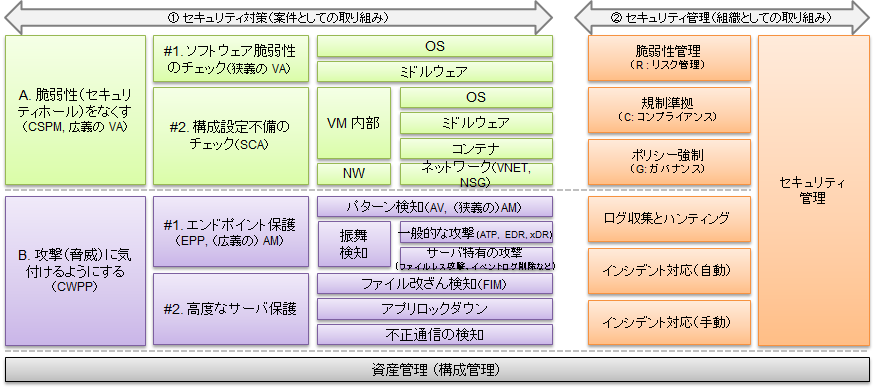 ① セキュリティ対策(案件としての取り組み)
② セキュリティ管理(組織としての取り組み)
A. 脆弱性(セキュリ
ティホール)をなくす
(CSPM, 広義の VA)
#1. ソフトウェア脆弱性
のチェック(狭義の VA)
OS
ミドルウェア
#2. 構成設定不備の
チェック(SCA)
VM 内部
OS
ミドルウェア
コンテナ
NW
ネットワーク(VNET,
NSG)
脆弱性管理
(R : リスク管理)
規制準拠
(C: コンプライアンス)
ポリシー強制
(G: ガバナンス)
セキュリティ
管理
B. 攻撃(脅威)に気
付けるようにする
(CWPP)
#1. エンドポイント保護
(EPP, (広義の) AM)
パターン検知(AV, (狭義の)AM)
振舞
検知
一般的な攻撃(ATP, EDR, xDR)
サーバ特有の攻撃
(ファイルレス攻撃、イベントログ削除など)
#2. 高度なサーバ保護
ファイル改ざん検知(FIM)
アプリロックダウン
不正通信の検知
ログ収集とハンティング
インシデント対応(自動)
インシデント対応(手動)
資産管理 (構成管理)